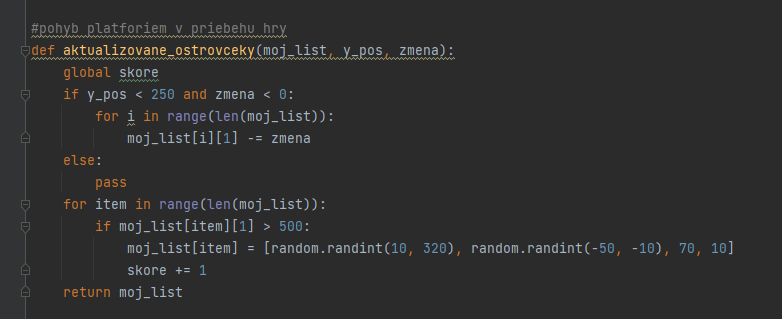 #pohyb platforiem v priebehu hry
def aktualizovane_ostrovceky(moj_list, y_pos, zmena):
    global skore
    if y_pos < 250 and zmena < 0:
        for i in range(len(moj_list)):
            moj_list[i][1] -= zmena
    else:
        pass
    for item in range(len(moj_list)):
        if moj_list[item][1] > 500:
            moj_list[item] = [random.randint(10, 320), random.randint(-50, -10), 70, 10]
            skore += 1
    return moj_list